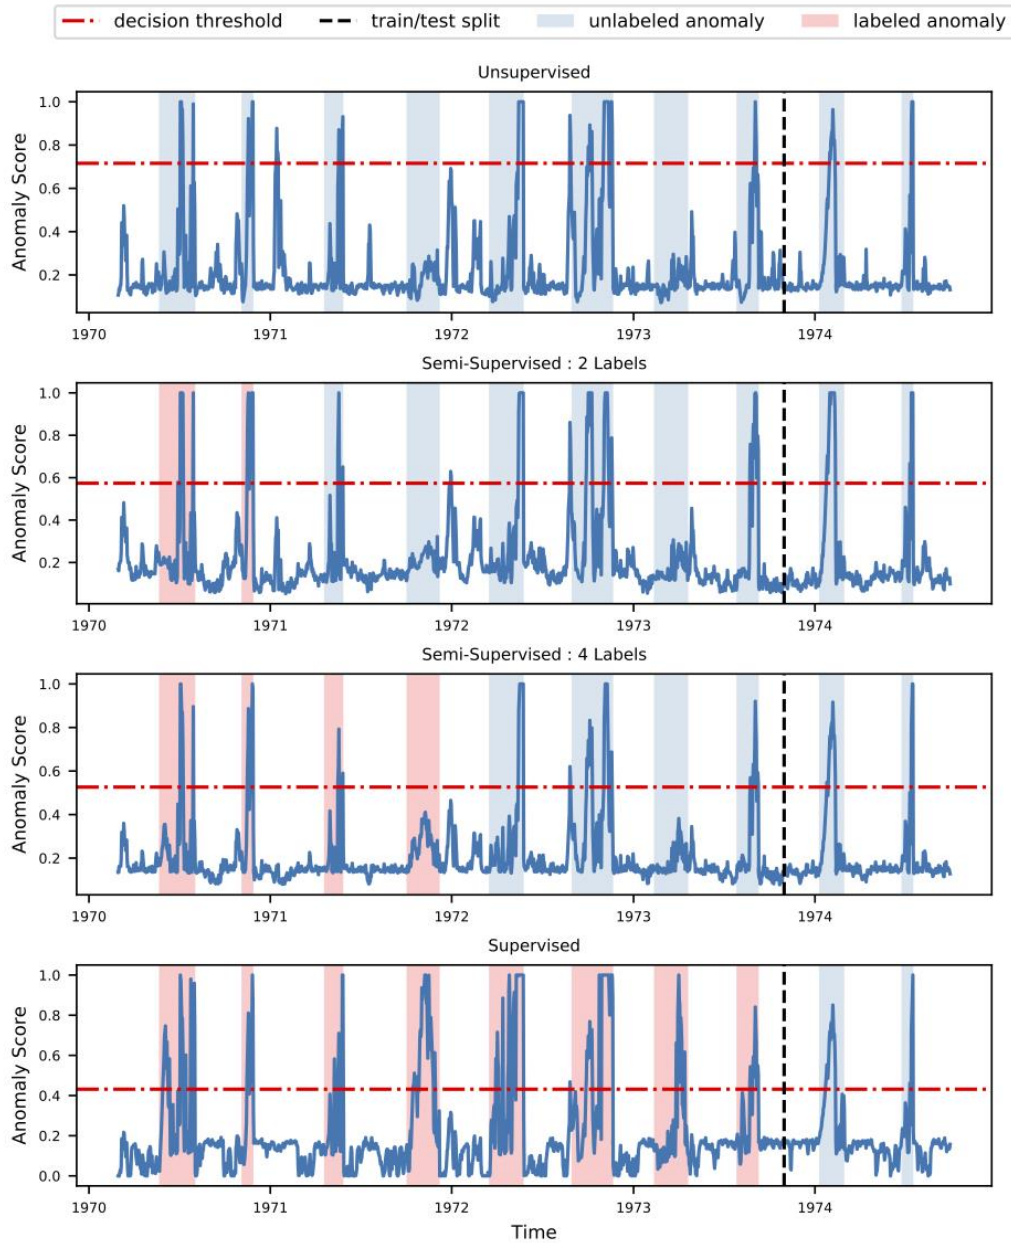 decision threshold train/test split unlabeled anomaly labeled anomaly
Unsupervised
1.0
0.8
0.6
0.4
0.2
Anomaly Score
1970 1971 1972 1973 1974
Semi-Supervised : 2 Labels
1.0
0.8
0.6
0.4
0.2
Anomaly Score
1970 1971 1972 1973 1974
Semi-Supervised : 4 Labels
1.0
0.8
0.6
0.4
0.2
Anomaly Score
1970 1971 1972 1973 1974
Supervised
1.0
0.8
0.6
0.4
0.2
0.0
Anomaly Score
1970 1971 1972 1973 1974
Time